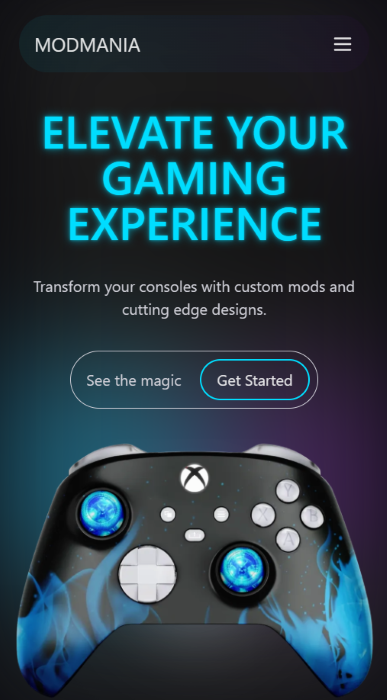 MODMANIA
ELEVATE YOUR
GAMING
EXPERIENCE
Transform your consoles with custom mods and
cutting edge designs.
See the magic
Get Started
Y
X
B
A